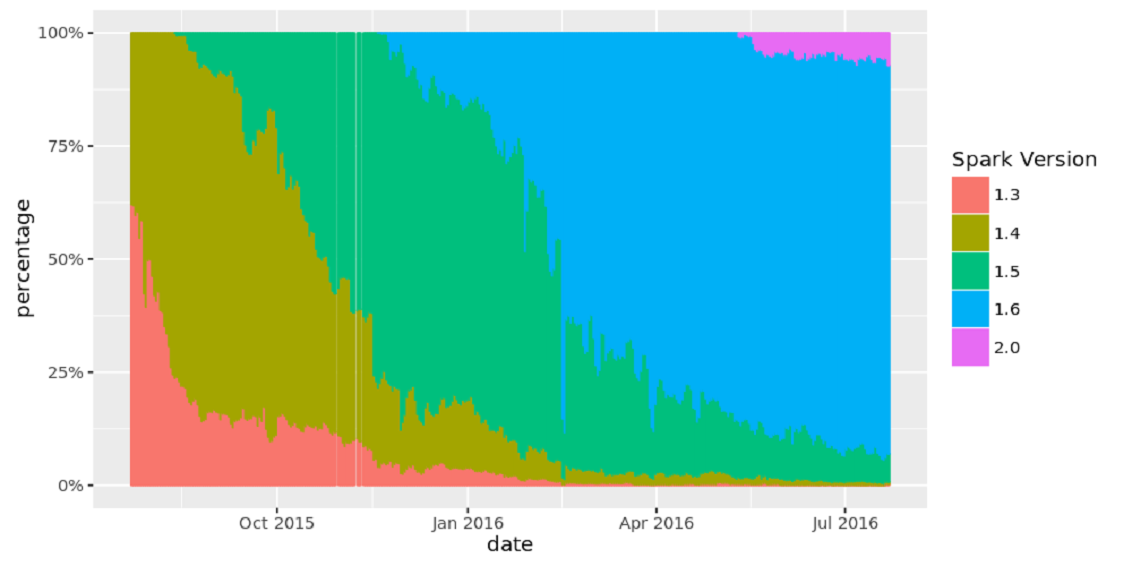 100%
75%
50%
25%
0%
percentage
Oct 2015
Jan 2016
Apr 2016
Jul 2016
date
Spark Version
1.3
1.4
1.5
1.6
2.0